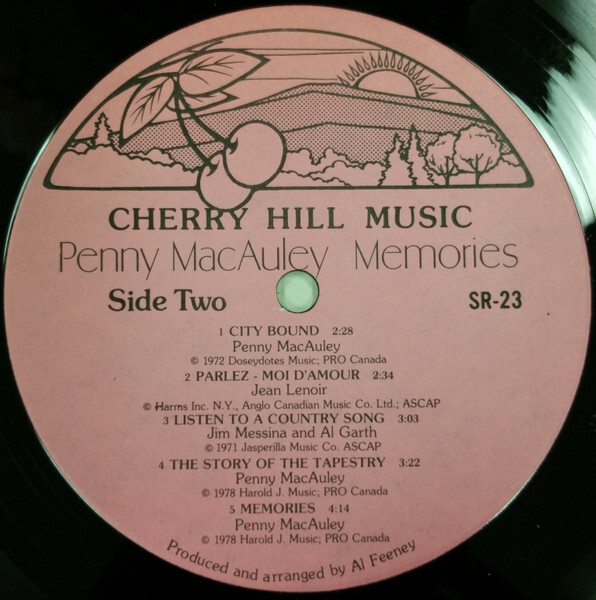 CHERRY HILL MUSIC
Penny MacAuley Memories
Side Two SR-23
1 CITY BOUND 2:28
Penny MacAuley
© 1972 Doseydotes Music; PRO Canada
2 PARLEZ - MOI D'AMOUR 2:34
Jean Lenoir
© Harms Inc. N.Y., Anglo Canadian Music Co. Ltd.; ASCAP
3 LISTEN TO A COUNTRY SONG 3:03
Jim Messina and Al Garth
© 1971 Jasperilla Music Co. ASCAP
4 THE STORY OF THE TAPESTRY 3:22
Penny MacAuley
© 1978 Harold J. Music; PRO Canada
5 MEMORIES 4:14
Penny MacAuley
© 1978 Harold J. Music; PRO Canada
Produced and arranged by Al Feeney